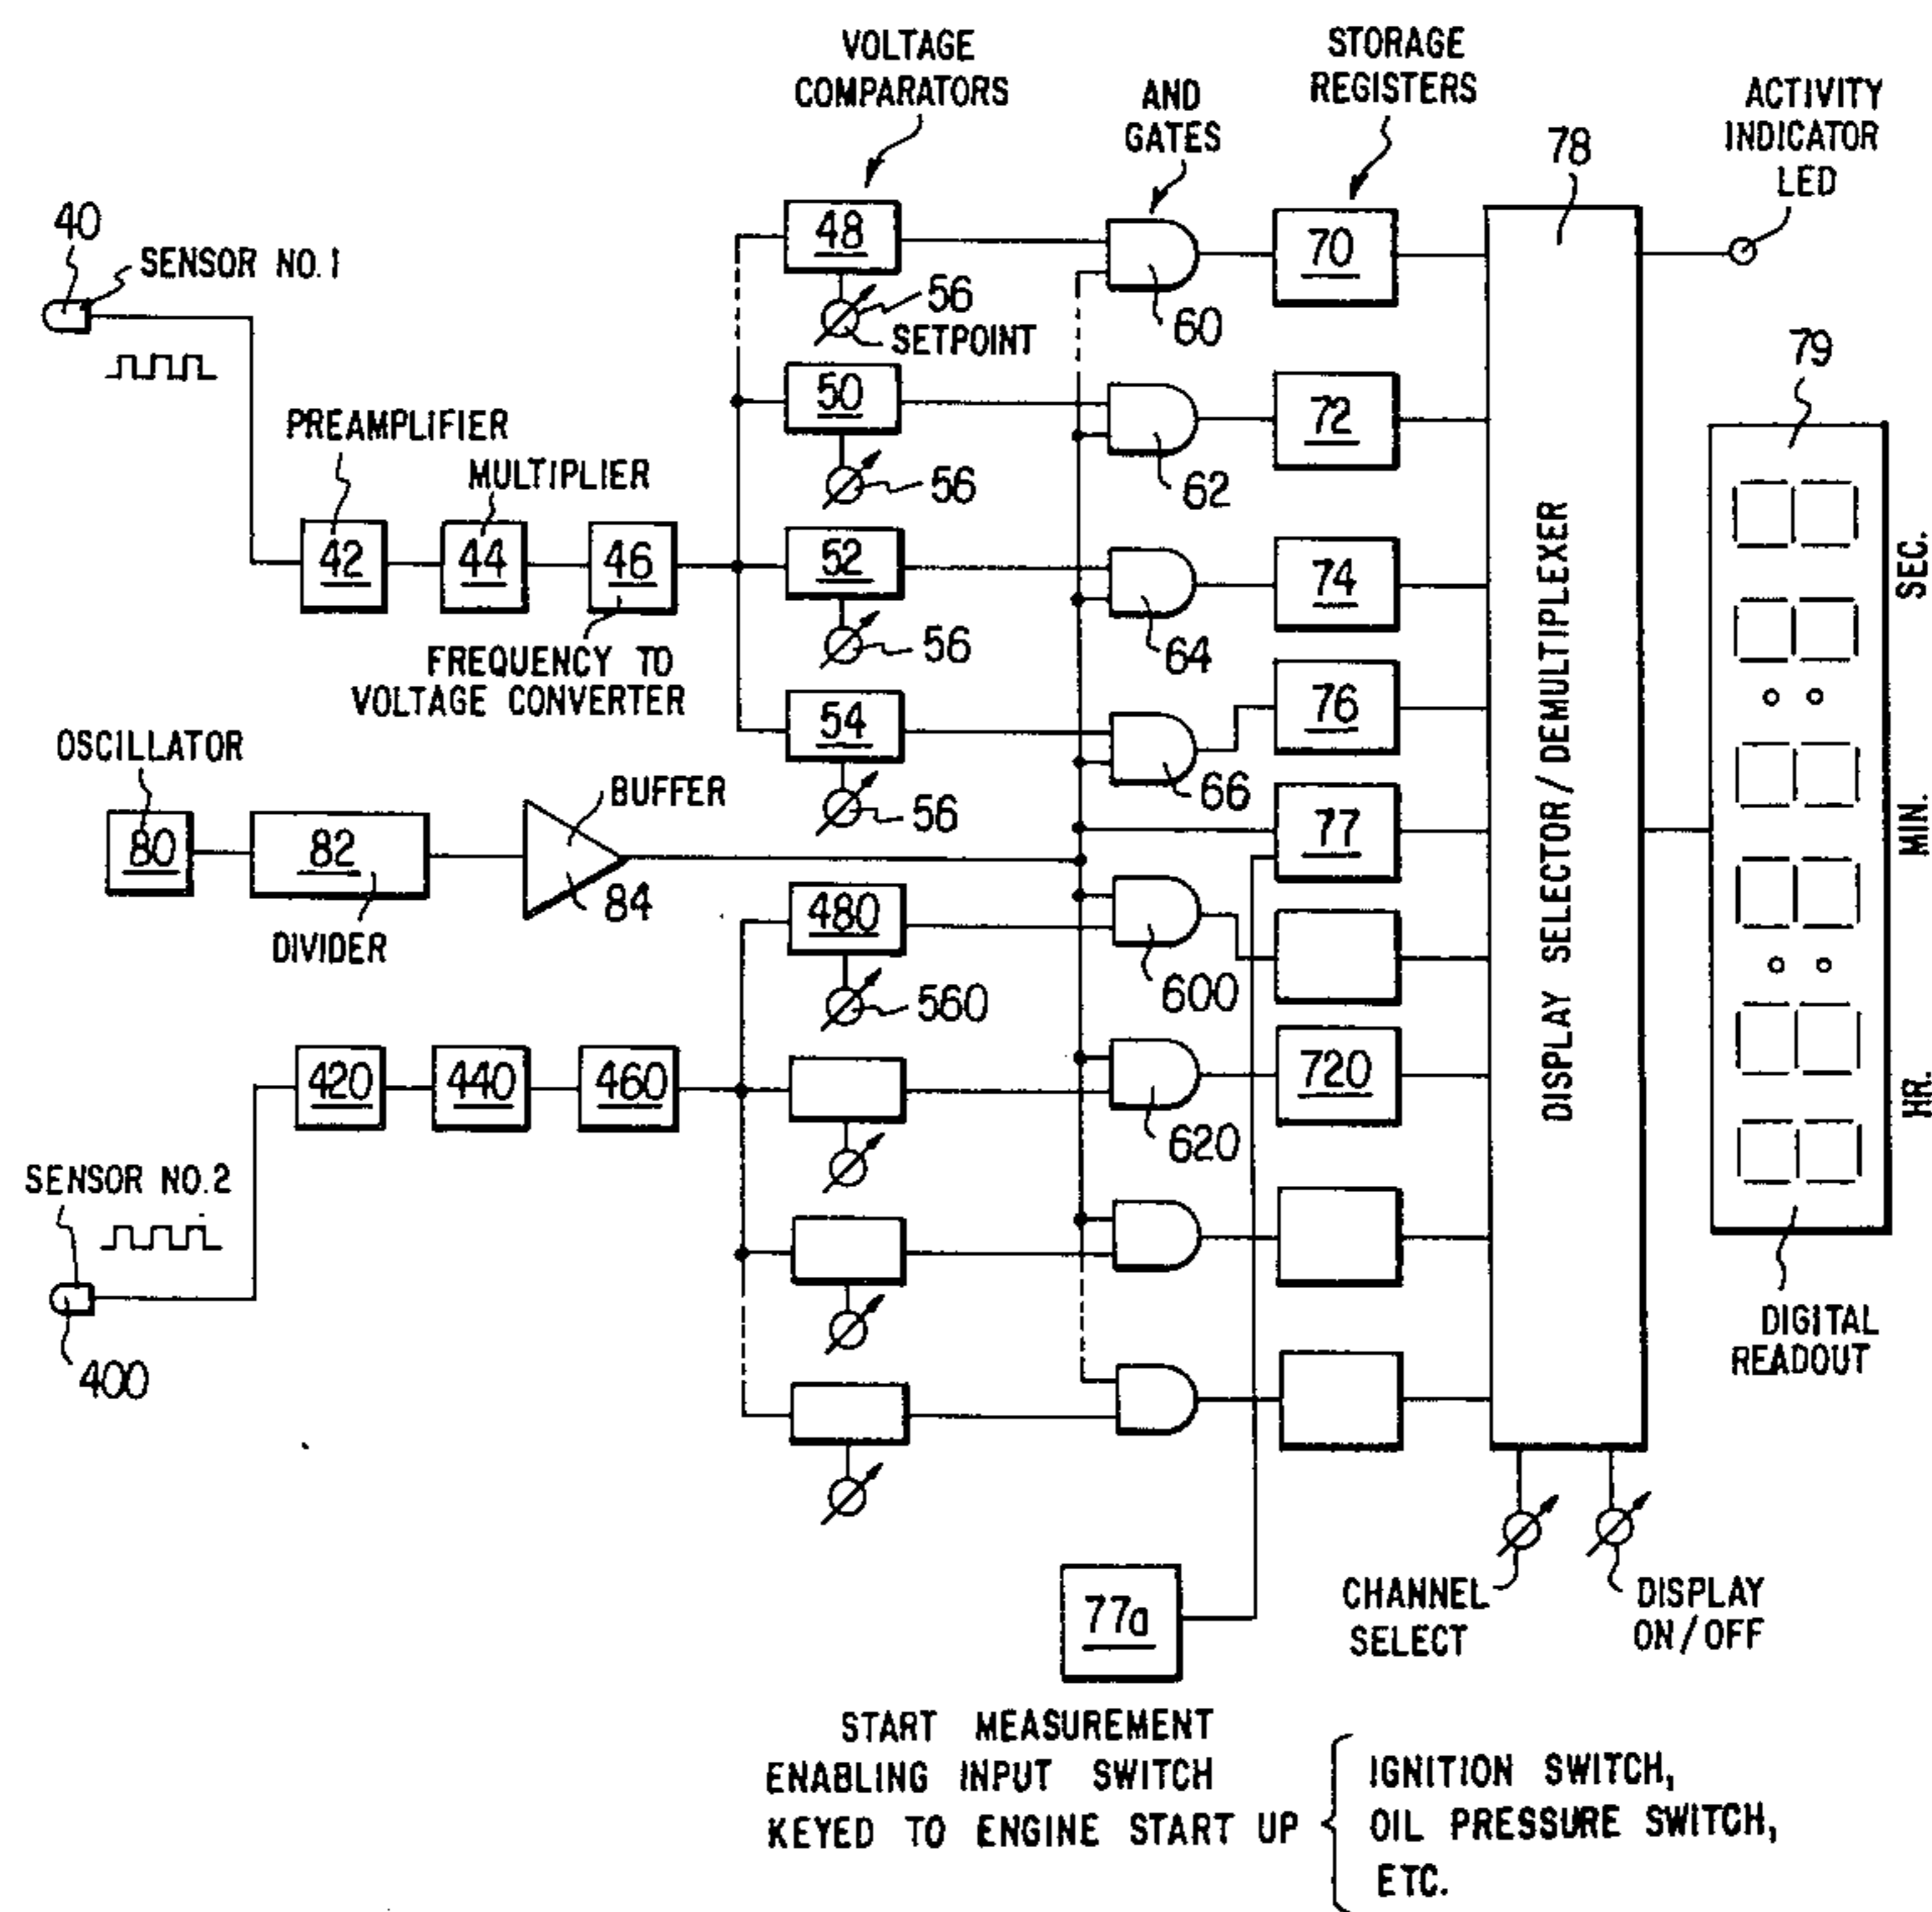 VOLTAGE
COMPARATORS
AND
GATES
STORAGE
REGISTERS
78
ACTIVITY
INDICATOR
LED
40
SENSOR NO. 1
48
56
SETPOINT
60
70
79
PREAMPLIFIER
MULTIPLIER
50
56
62
72
42
44
46
52
56
64
74
FREQUENCY TO
VOLTAGE CONVERTER
54
56
66
76
OSCILLATOR
BUFFER
80
82
84
DIVIDER
77
480
560
600
DISPLAY SELECTOR / DEMULTIPLEXER
SEC.
MIN.
HR.
420
440
460
620
720
SENSOR NO. 2
400
DIGITAL
READOUT
77a
CHANNEL
SELECT
DISPLAY
ON/OFF
START MEASUREMENT
ENABLING INPUT SWITCH
KEYED TO ENGINE START UP
IGNITION SWITCH,
OIL PRESSURE SWITCH,
ETC.